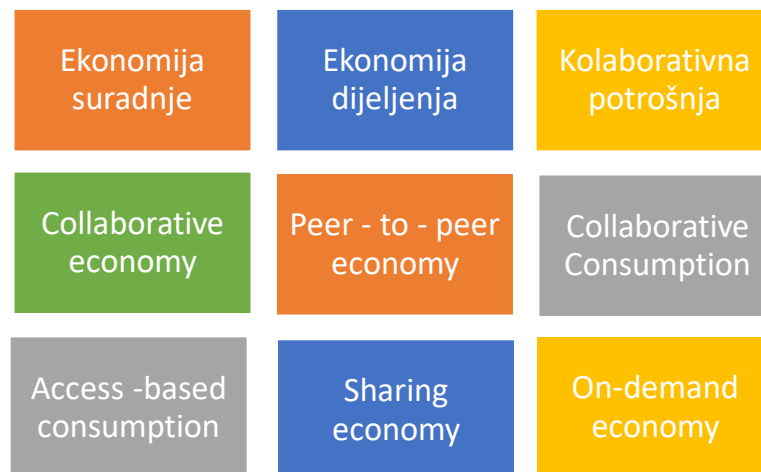 Ekonomija
suradnje
Ekonomija
dijeljenja
Kolaborativna
potrošnja
Collaborative
economy
Peer - to - peer
economy
Collaborative
Consumption
Access -based
consumption
Sharing
economy
On-demand
economy